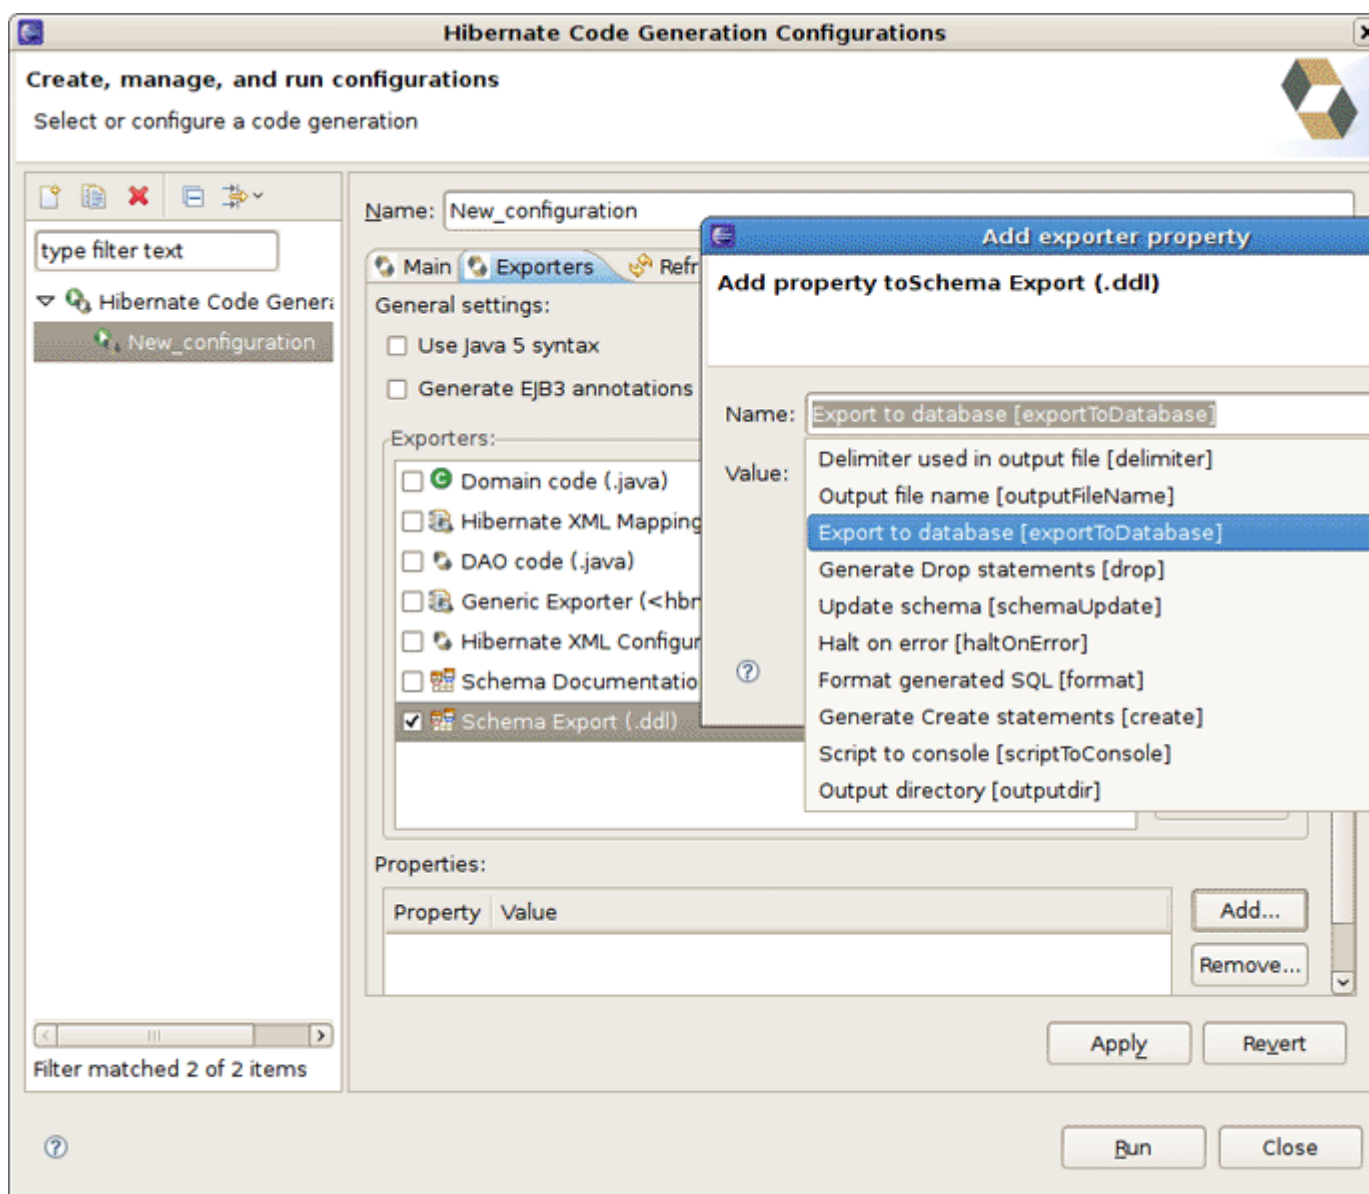 Hibernate Code Generation Configurations
Create, manage, and run configurations
Select or configure a code generation
type filter text
Hibernate Code Genera
New_configuration
Filter matched 2 of 2 items
Name: New_configuration
Main Exporters Refr
General settings:
Use Java 5 syntax
Generate EJB3 annotations
Exporters:
Domain code (.java)
Hibernate XML Mapping
DAO code (.java)
Generic Exporter (<hbn
Hibernate XML Configur
Schema Documentatio
Schema Export (.ddl)
Add exporter property
Add property toSchema Export (.ddl)
Name: Export to database [exportToDatabase]
Value:
Delimiter used in output file [delimiter]
Output file name [outputFileName]
Export to database [exportToDatabase]
Generate Drop statements [drop]
Update schema [schemaUpdate]
Halt on error [haltOnError]
Format generated SQL [format]
Generate Create statements [create]
Script to console [scriptToConsole]
Output directory [outputdir]
Properties:
Property Value
Add...
Remove...
Apply Revert
Run Close